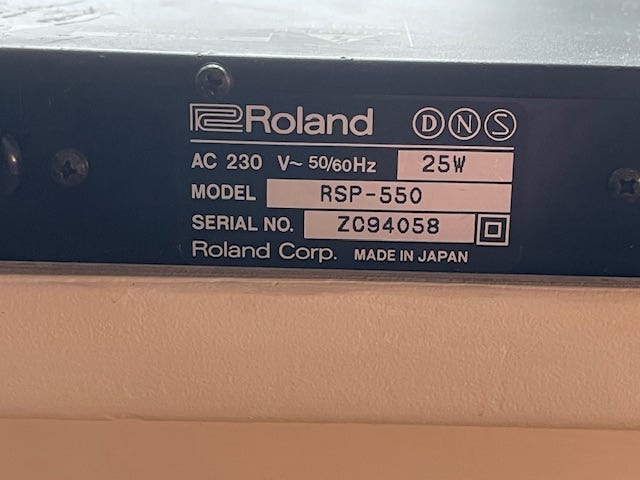 Roland D N S
AC 230 V~ 50/60Hz 25W
MODEL RSP-550
SERIAL NO. ZC94058
Roland Corp. MADE IN JAPAN